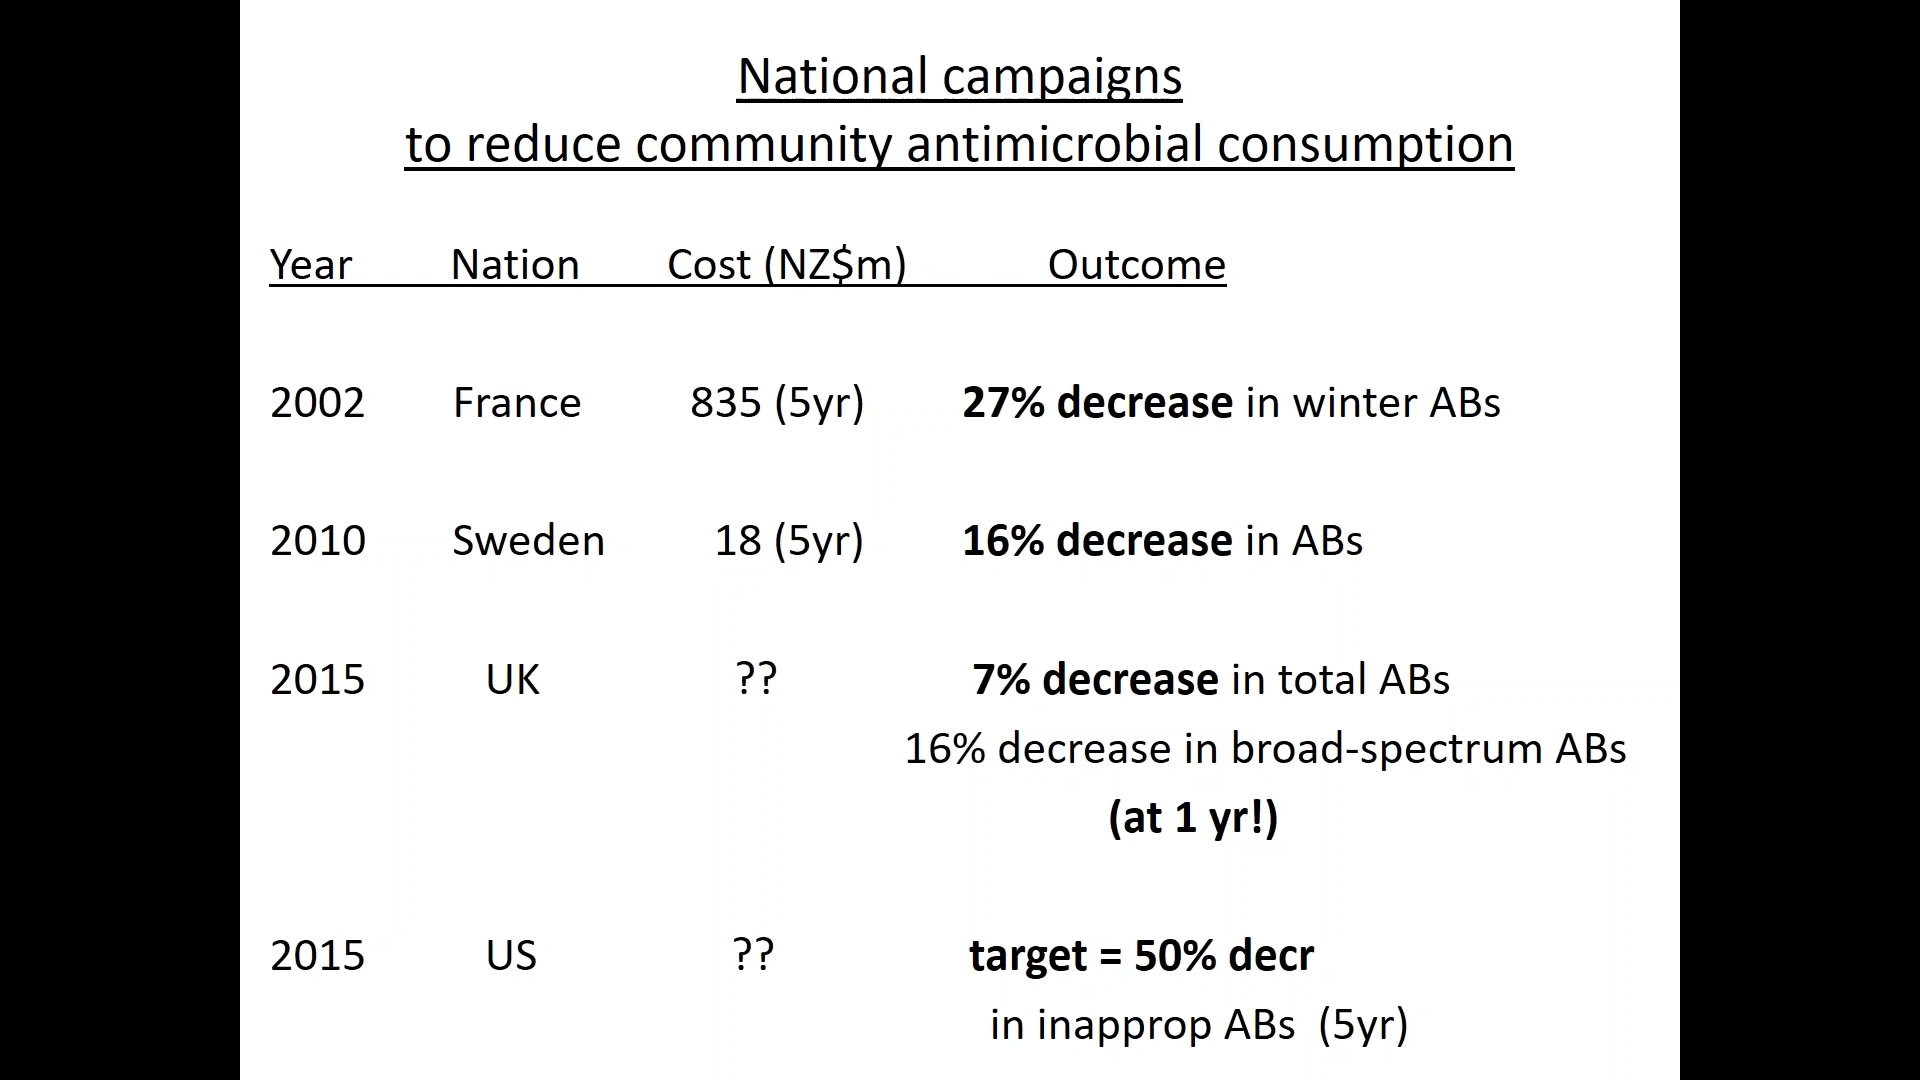 National campaigns
to reduce community antimicrobial consumption
Year Nation Cost (NZ$m) Outcome
2002 France 835 (5yr) 27% decrease in winter ABs
2010 Sweden 18 (5yr) 16% decrease in ABs
2015 UK ?? 7% decrease in total ABs
16% decrease in broad-spectrum ABs
(at 1 yr!)
2015 US ?? target = 50% decr
in inapprop ABs (5yr)